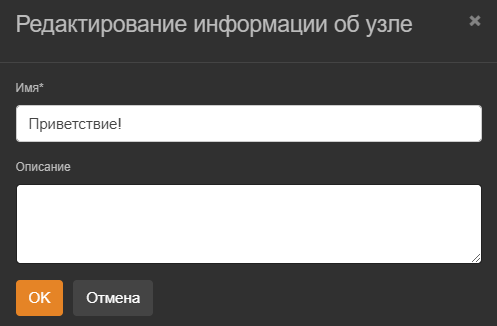 Редактирование информации об узле
Имя*
Приветствие!
Описание
OK
Отмена